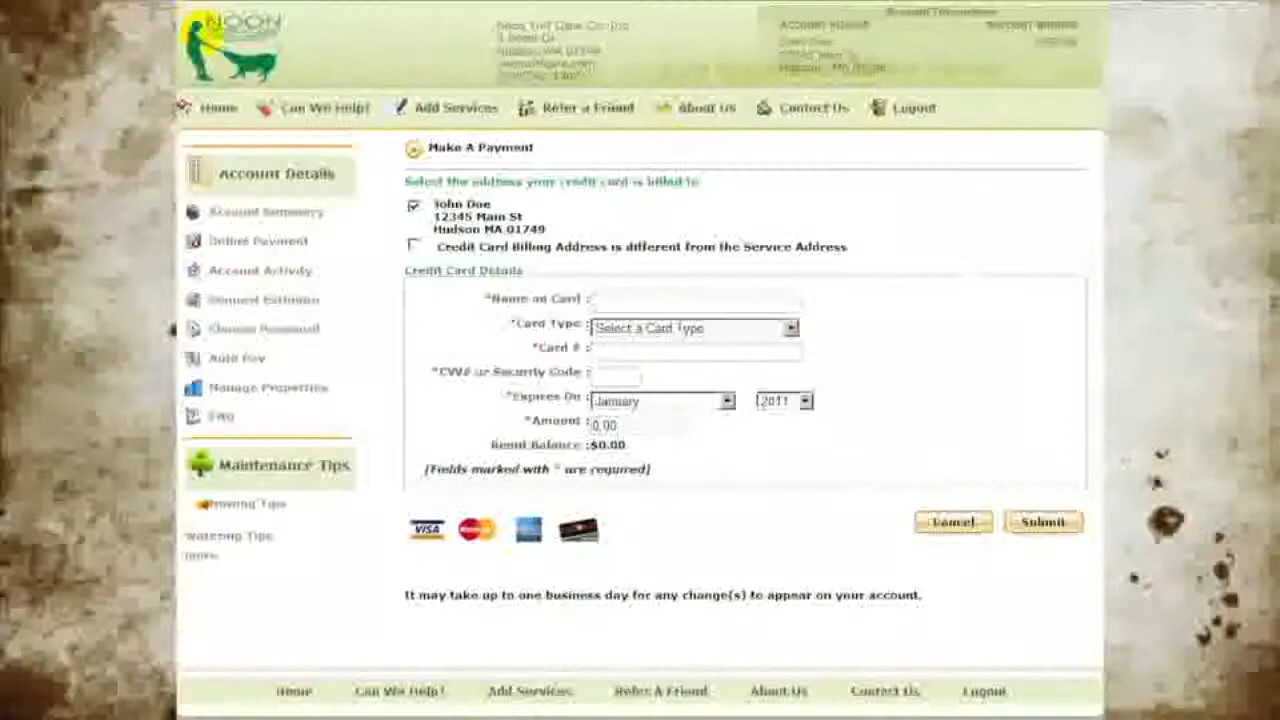 NOON
Home Can We Help? Add Services Refer a Friend About Us Contact Us Logout
Make A Payment
Account Details
Select the address your credit card is billed to
John Doe
12345 Main St
Hudson MA 01749
Credit Card Billing Address is different from the Service Address
Account Summary
Online Payment
Account Activity
Auto Pay
Manage Properties
FAQ
Credit Card Details
*Name on Card :
*Card Type : Select a Card Type
*Card # :
*CVV# or Security Code :
*Expires On : January 2011
*Amount : 0.00
:$0.00
(Fields marked with * are required)
Maintenance Tips
Mowing Tips
Watering Tips
more
VISA
Cancel Submit
It may take up to one business day for any change(s) to appear on your account.
Home Can We Help? Add Services Refer A Friend About Us Contact Us Logout